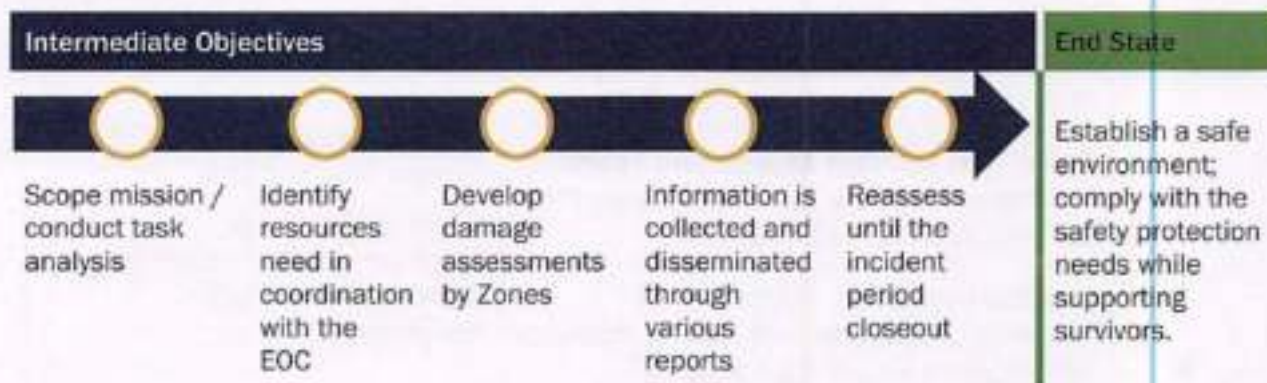 Intermediate Objectives
End State
Scope mission /
conduct task
analysis
Identify
resources
need in
coordination
with the
EOC
Develop
damage
assessments
by Zones
Information is
collected and
disseminated
through
various
reports
Reassess
until the
incident
period
closeout
Establish a safe
environment;
comply with the
safety protection
needs while
supporting
survivors.